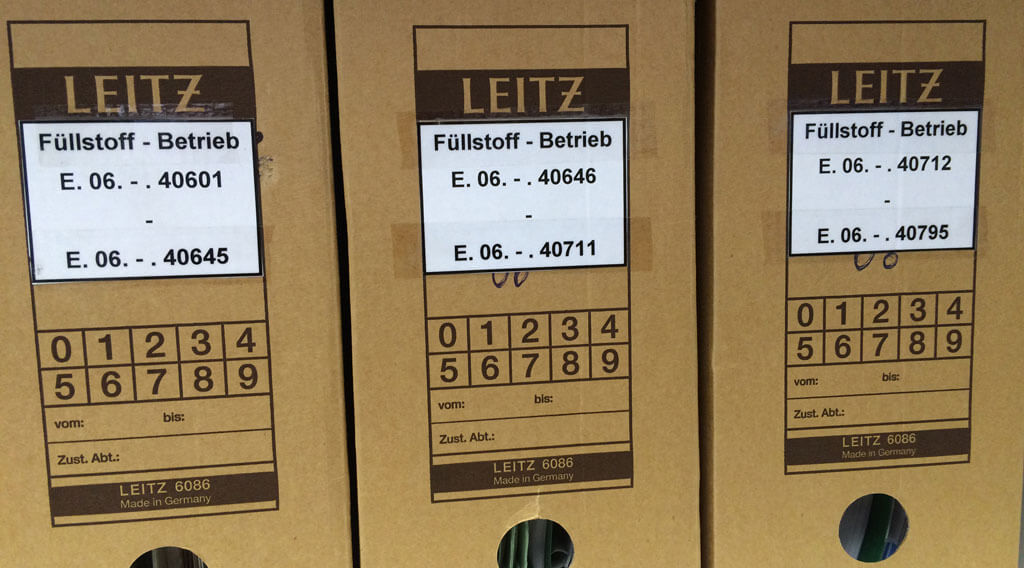 LEITZ
Füllstoff - Betrieb
E. 06. - . 40601
-
E. 06. - . 40645
0 1 2 3 4
5 6 7 8 9
vom: bis:
Zust. Abt.:
LEITZ 6086
Made in Germany
LEITZ
Füllstoff - Betrieb
E. 06. - . 40646
-
E. 06. - . 40711
0 1 2 3 4
5 6 7 8 9
vom: bis:
Zust. Abt.:
LEITZ 6086
Made in Germany
LEITZ
Füllstoff - Betrieb
E. 06. - . 40712
-
E. 06. - . 40795
0 1 2 3 4
5 6 7 8 9
vom: bis:
Zust. Abt.:
LEITZ 6086
Made in Germany